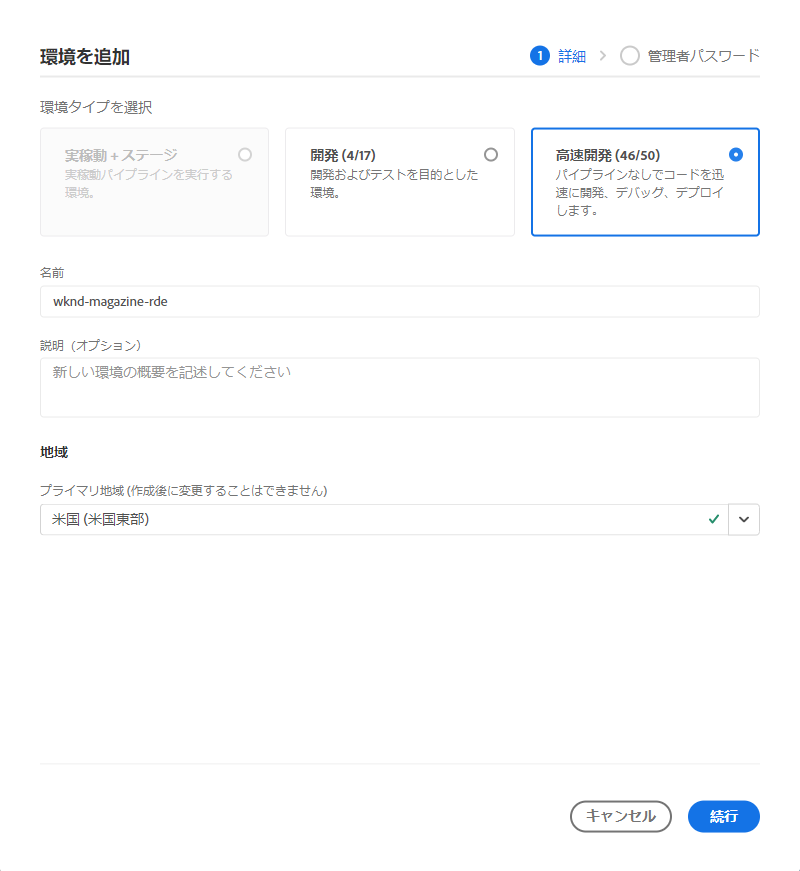 環境を追加
1 詳細 > 管理者パスワード
環境タイプを選択
実稼動 + ステージ
実稼動パイプラインを実行する
環境。
開発 (4/17)
開発およびテストを目的とした
環境。
高速開発 (46/50)
パイプラインなしでコードを迅
速に開発、デバッグ、デプロイ
します。
名前
wknd-magazine-rde
説明（オプション）
新しい環境の概要を記述してください
地域
プライマリ地域 (作成後に変更することはできません)
米国 (米国東部)
キャンセル
続行